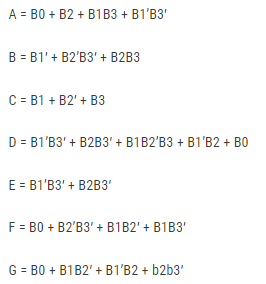 A = B0 + B2 + B1B3 + B1′B3′
B = B1′ + B2′B3′ + B2B3
C = B1 + B2′ + B3
D = B1′B3′ + B2B3′ + B1B2′B3 + B1′B2 + B0
E = B1′B3′ + B2B3′
F = B0 + B2′B3′ + B1B2′ + B1B3′
G = B0 + B1B2′ + B1′B2 + b2b3′